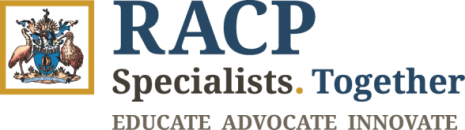 RACP
Specialists. Together
EDUCATE ADVOCATE INNOVATE